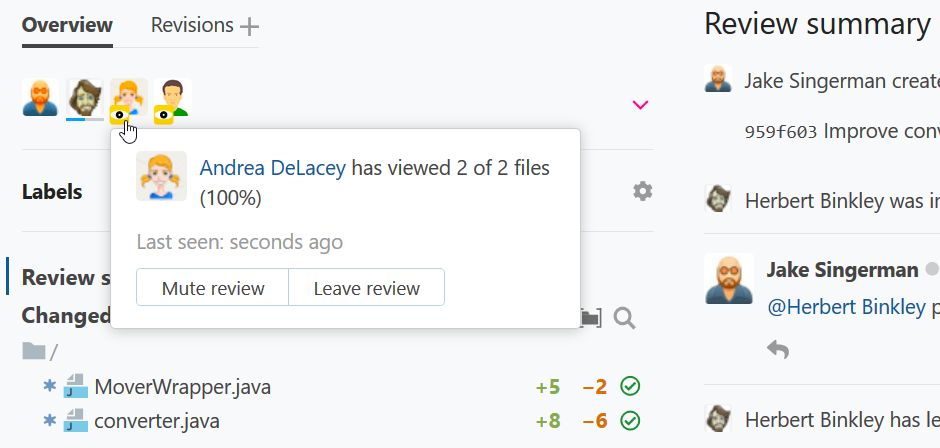 Overview
Revisions
Andrea DeLacey has viewed 2 of 2 files
(100%)
Last seen: seconds ago
Mute review
Leave review
Labels
Review s
Changed
/
MoverWrapper.java +5 −2
converter.java +8 −6
Review summary
Jake Singerman create
959f603 Improve conv
Herbert Binkley was in
Jake Singerman
@Herbert Binkley p
Herbert Binkley has le